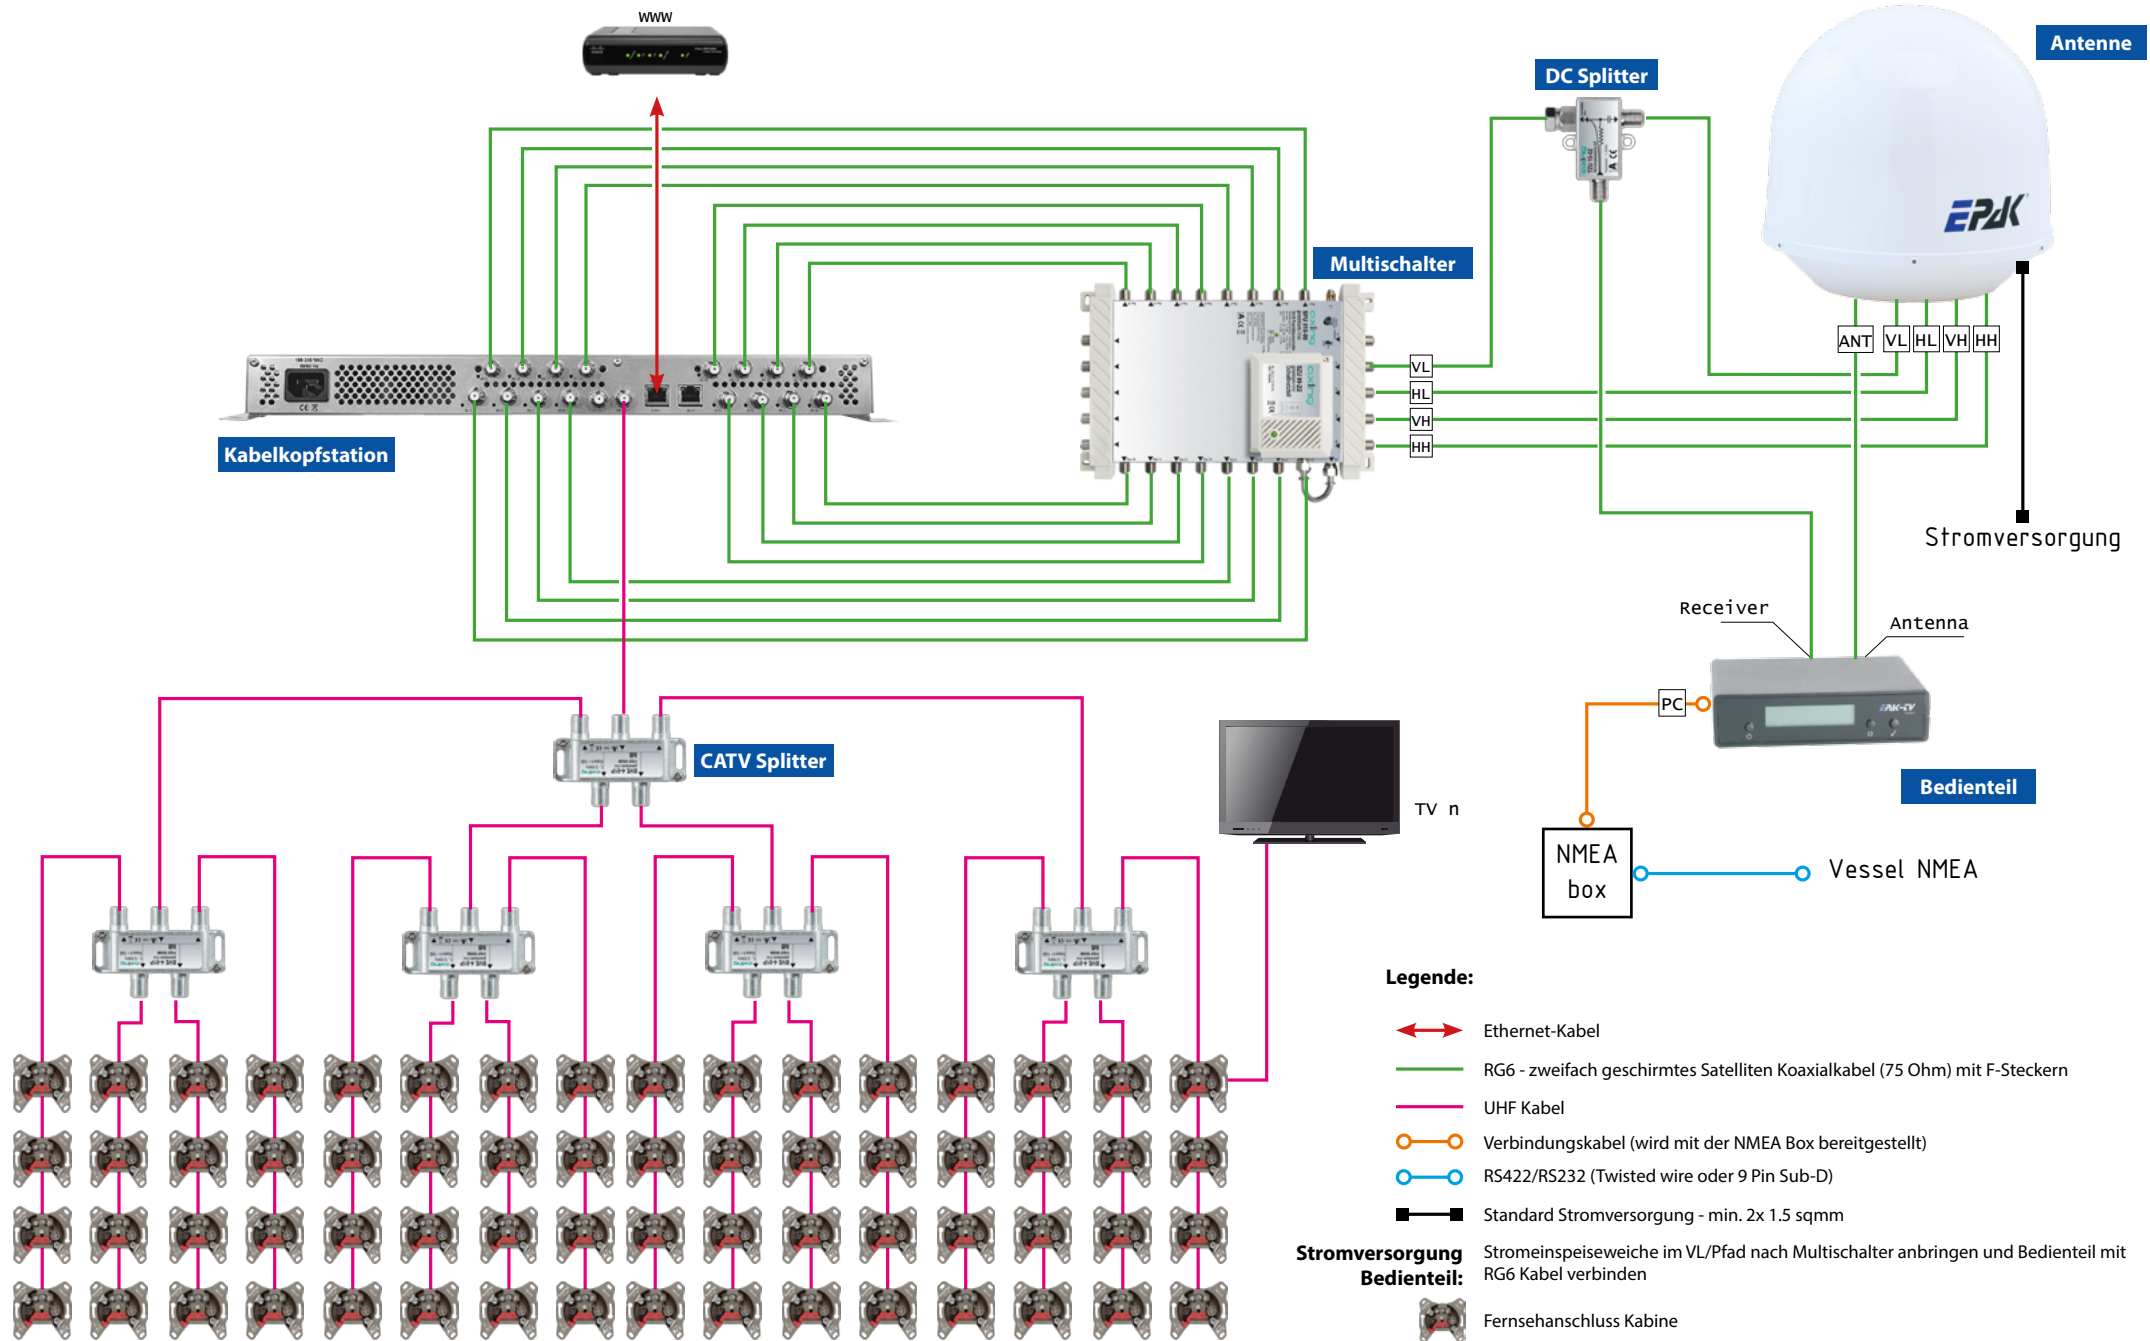 WWW
Antenne
DC Splitter
EPAK
Multischalter
ANT
VL
HL
VH
HH
VL
HL
VH
HH
Kabelkopfstation
Stromversorgung
Receiver
Antenna
PC
CATV Splitter
TV n
Bedienteil
NMEA
box
Vessel NMEA
Legende:
Ethernet-Kabel
RG6 - zweifach geschirmtes Satelliten Koaxialkabel (75 Ohm) mit F-Steckern
UHF Kabel
Verbindungskabel (wird mit der NMEA Box bereitgestellt)
RS422/RS232 (Twisted wire oder 9 Pin Sub-D)
Standard Stromversorgung - min. 2x 1.5 sqmm
Stromversorgung
Bedienteil:
Stromeinspeiseweiche im VL/Pfad nach Multischalter anbringen und Bedienteil mit
RG6 Kabel verbinden
Fernsehanschluss Kabine